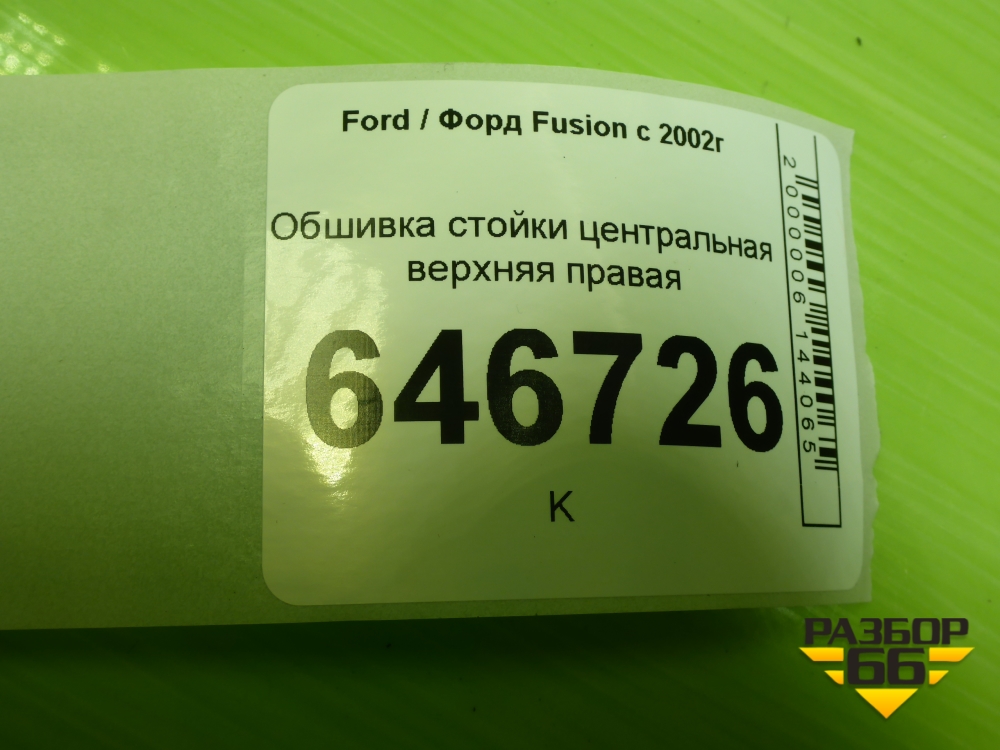 Ford / Форд Fusion с 2002г
Обшивка стойки центральная
верхняя правая
646726
К
2000006144065
РАЗБОР
66